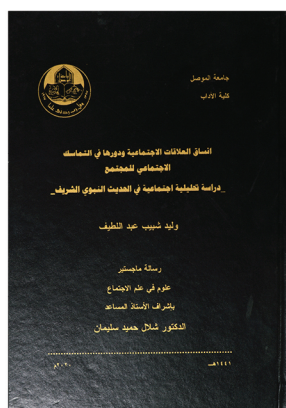 جامعة الموصل
كلية الآداب
انساق العلاقات الاجتماعية ودورها في التماسك
الاجتماعي للمجتمع
_دراسة تحليلية اجتماعية في الحديث النبوي الشريف_
وليد شبيب عبد اللطيف
رسالة ماجستير
علوم في علم الاجتماع
بإشراف الأستاذ المساعد
الدكتور شلال حميد سليمان
١٤٤١هـ ٢٠٢٠م